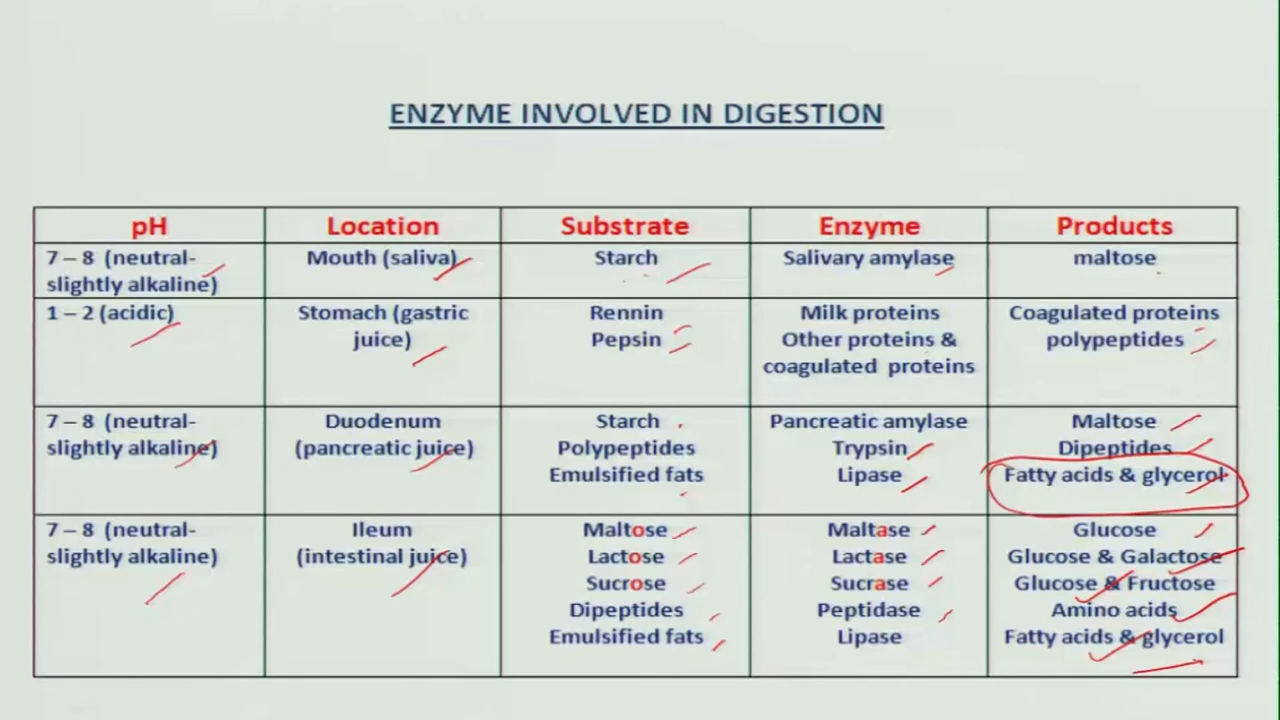 ENZYME INVOLVED IN DIGESTION
pH Location Substrate Enzyme Products
7 – 8 (neutral- Mouth (saliva) Starch Salivary amylase maltose
slightly alkaline)
1 – 2 (acidic) Stomach (gastric Rennin Milk proteins Coagulated proteins
juice) Pepsin Other proteins & polypeptides
coagulated proteins
7 – 8 (neutral- Duodenum Starch Pancreatic amylase Maltose
slightly alkaline) (pancreatic juice) Polypeptides Trypsin Dipeptides
Emulsified fats Lipase Fatty acids & glycerol
7 – 8 (neutral- Ileum Maltose Maltase Glucose
slightly alkaline) (intestinal juice) Lactose Lactase Glucose & Galactose
Sucrose Sucrase Glucose & Fructose
Dipeptides Peptidase Amino acids
Emulsified fats Lipase Fatty acids & glycerol